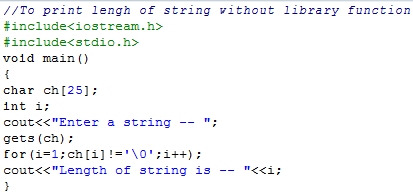 //To print lengh of string without library function
#include<iostream.h>
#include<stdio.h>
void main()
{
char ch[25];
int i;
cout<<"Enter a string -- ";
gets(ch);
for(i=1;ch[i]!='\0';i++);
cout<<"Length of string is -- "<<i;
}